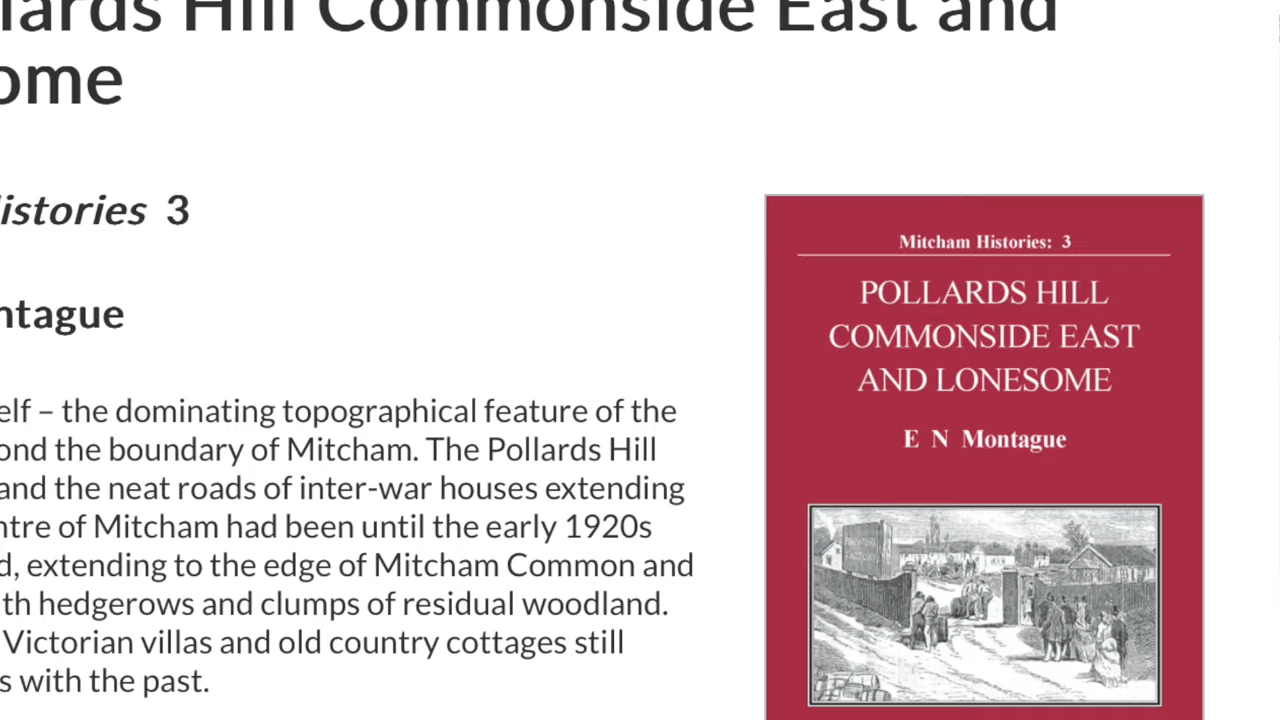 lards Hill Commonside East and
ome
istories 3
ntague
elf – the dominating topographical feature of the
ond the boundary of Mitcham. The Pollards Hill
and the neat roads of inter-war houses extending
ntre of Mitcham had been until the early 1920s
d, extending to the edge of Mitcham Common and
th hedgerows and clumps of residual woodland.
Victorian villas and old country cottages still
s with the past.
Mitcham Histories: 3
POLLARDS HILL
COMMONSIDE EAST
AND LONESOME
E N Montague